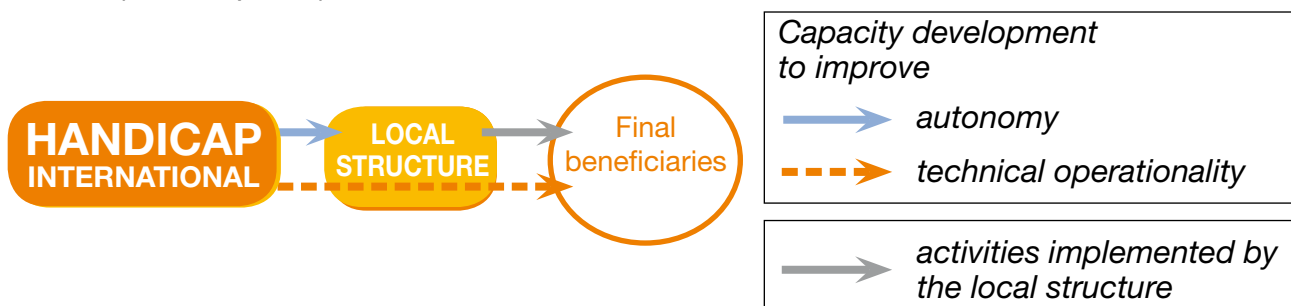 HANDICAP
INTERNATIONAL
LOCAL
STRUCTURE
Final
beneficiaries
Capacity development
to improve
autonomy
technical operationality
activities implemented by
the local structure